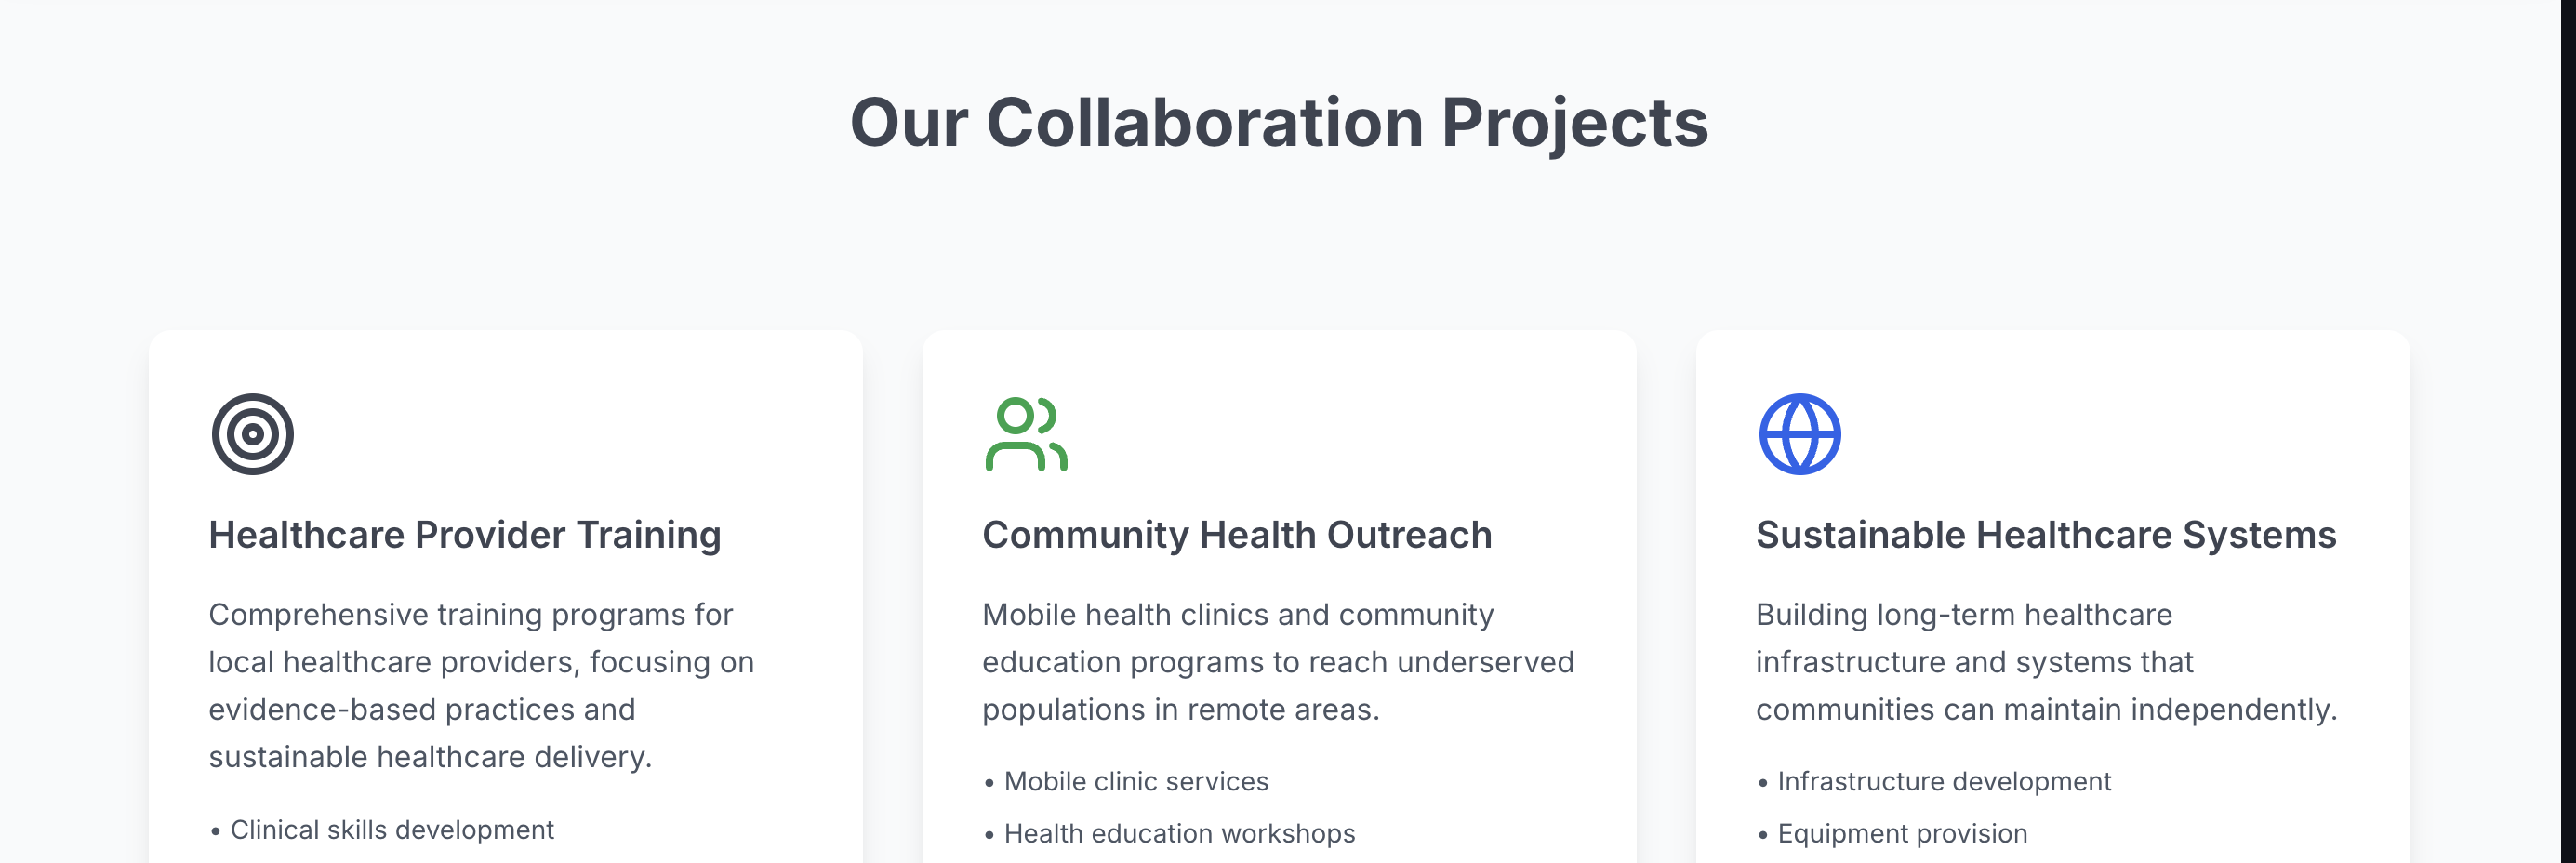 Our Collaboration Projects
Healthcare Provider Training
Comprehensive training programs for
local healthcare providers, focusing on
evidence-based practices and
sustainable healthcare delivery.
• Clinical skills development
Community Health Outreach
Mobile health clinics and community
education programs to reach underserved
populations in remote areas.
• Mobile clinic services
• Health education workshops
Sustainable Healthcare Systems
Building long-term healthcare
infrastructure and systems that
communities can maintain independently.
• Infrastructure development
• Equipment provision